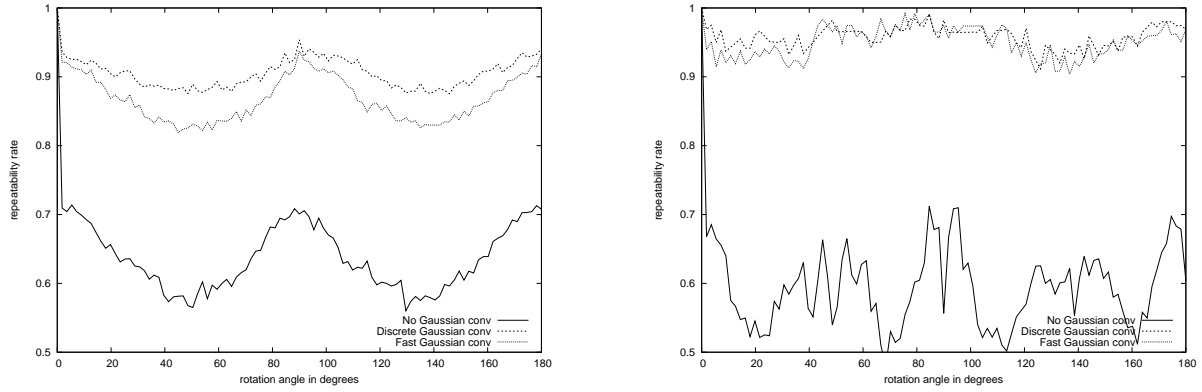 1
0.9
0.8
0.7
0.6
0.5
repeatability rate
0 20 40 60 80 100 120 140 160 180
rotation angle in degrees
No Gaussian conv
Discrete Gaussian conv
Fast Gaussian conv
1
0.9
0.8
0.7
0.6
0.5
repeatability rate
0 20 40 60 80 100 120 140 160 180
rotation angle in degrees
No Gaussian conv
Discrete Gaussian conv
Fast Gaussian conv